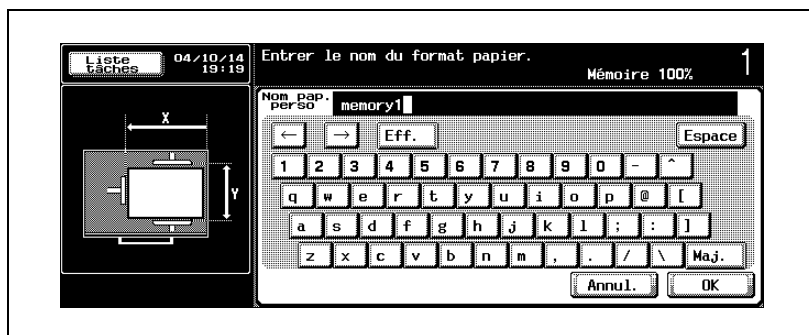 Liste tâches 04/10/14 19:19
Entrer le nom du format papier.
Mémoire 100% 1
Nom pap. perso memory1
X
Y
← → Eff. Espace
1 2 3 4 5 6 7 8 9 0 - ^
q w e r t y u i o p @ [
a s d f g h j k l ; : ]
z x c v b n m , . / \ Maj.
Annul. OK